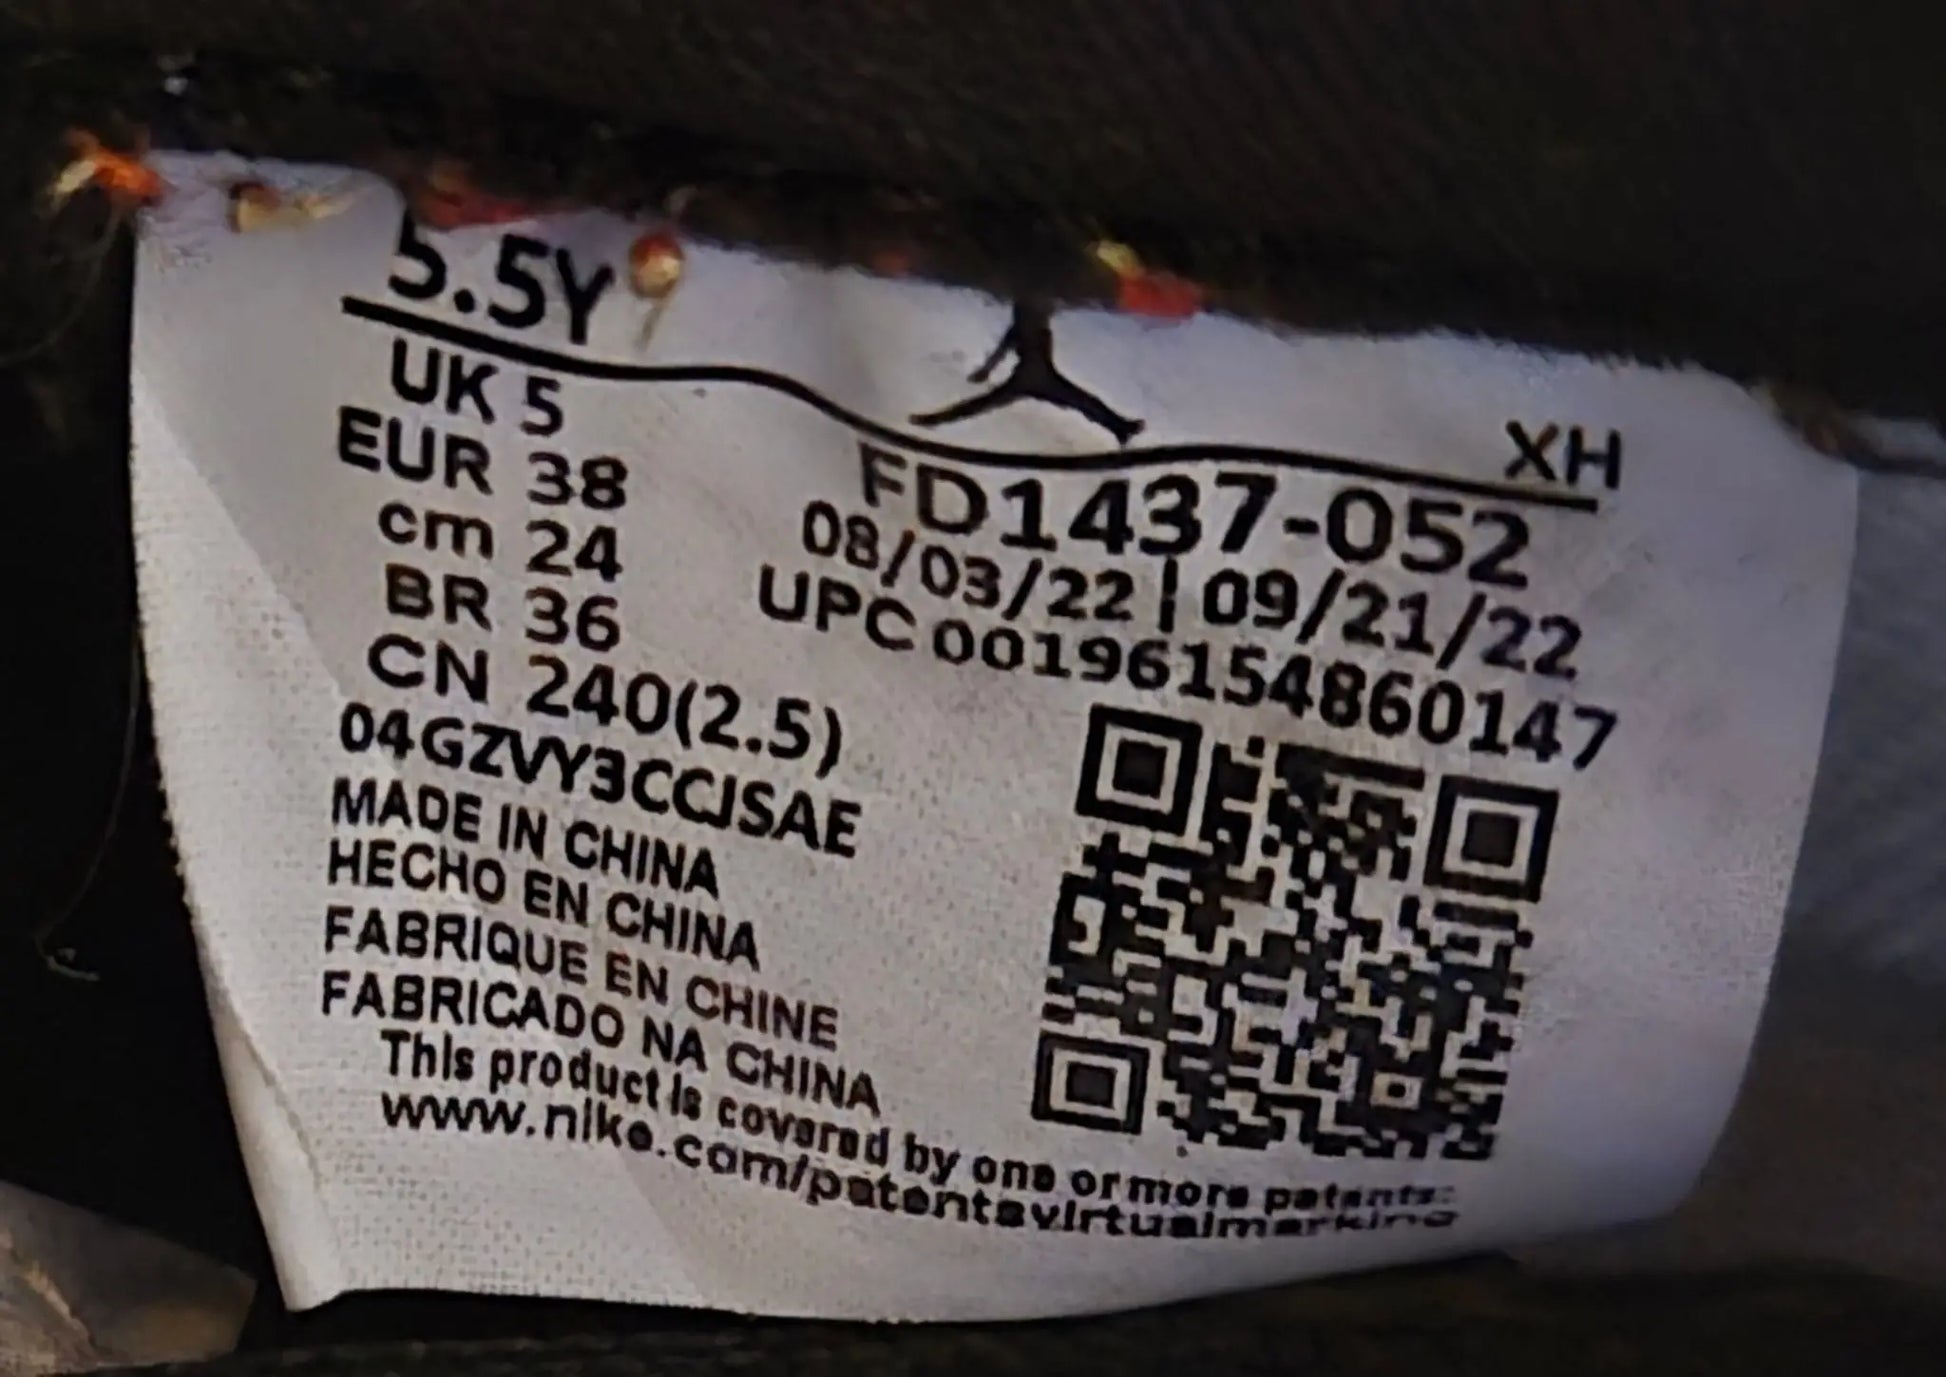 5.5Y
UK 5
EUR 38
cm 24
BR 36
CN 240(2.5)
04GZVY3CCJSAE
MADE IN CHINA
HECHO EN CHINA
FABRIQUE EN CHINE
FABRICADO NA CHINA
This product is covered by one or more patents:
www.nike.com/patentsvirtualmarking
XH
FD1437-052
08/03/22 | 09/21/22
UPC 00196154860147